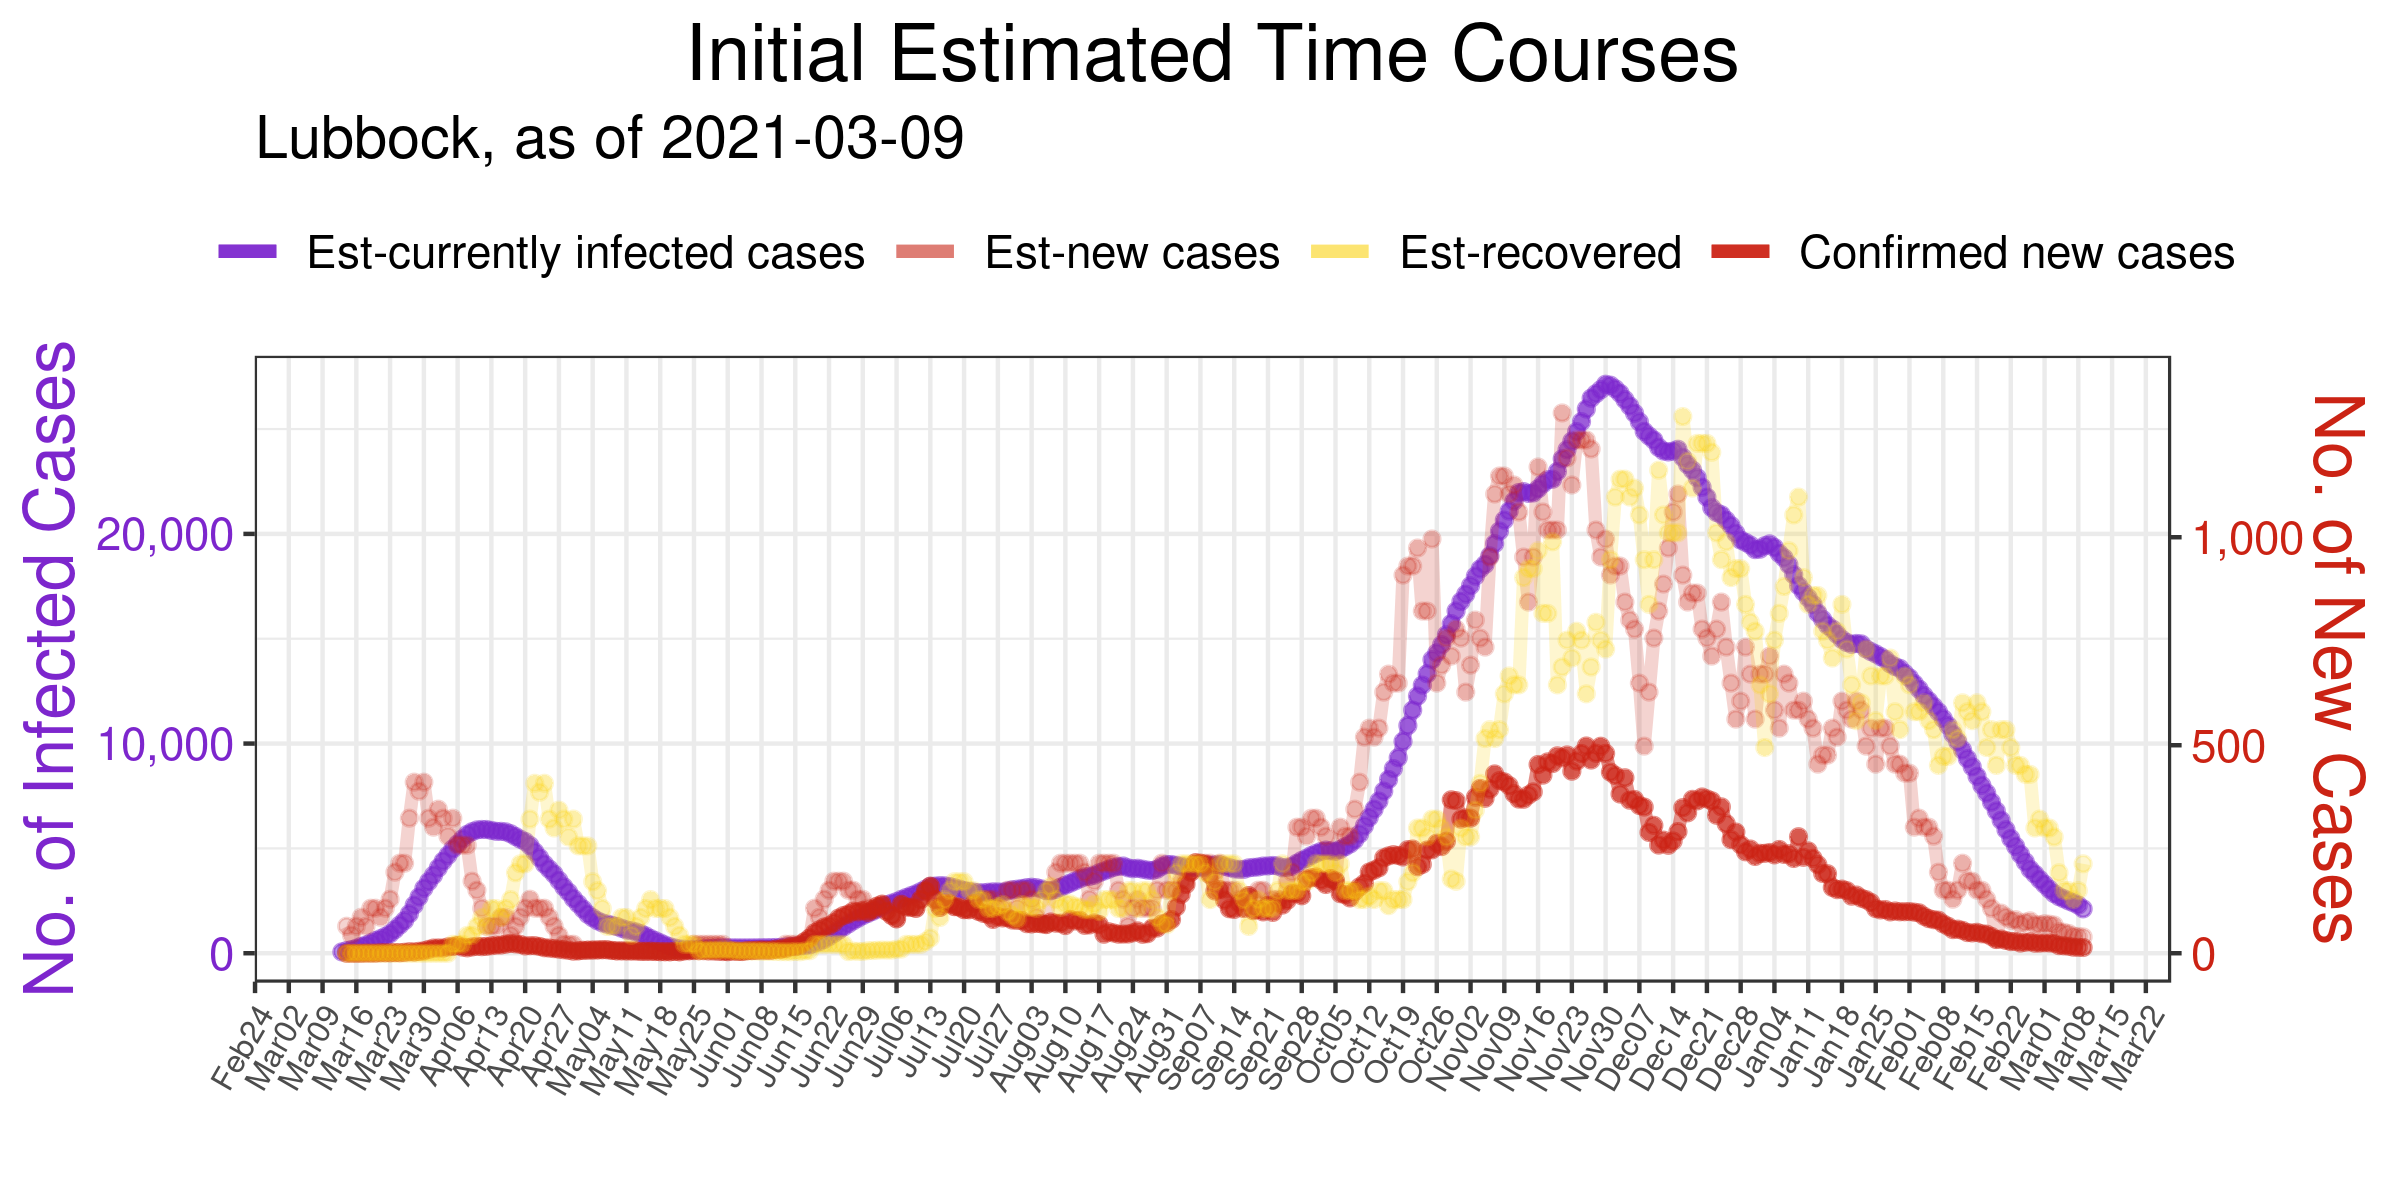 Initial Estimated Time Courses
Lubbock, as of 2021-03-09
Est-currently infected cases Est-new cases Est-recovered Confirmed new cases
No. of Infected Cases
20,000
10,000
0
1,000
500
0
No. of New Cases
Feb24 Mar02 Mar09 Mar16 Mar23 Mar30 Apr06 Apr13 Apr20 Apr27 May04 May11 May18 May25 Jun01 Jun08 Jun15 Jun22 Jun29 Jul06 Jul13 Jul20 Jul27 Aug03 Aug10 Aug17 Aug24 Aug31 Sep07 Sep14 Sep21 Sep28 Oct05 Oct12 Oct19 Oct26 Nov02 Nov09 Nov16 Nov23 Nov30 Dec07 Dec14 Dec21 Dec28 Jan04 Jan11 Jan18 Jan25 Feb01 Feb08 Feb15 Feb22 Mar01 Mar08 Mar15 Mar22